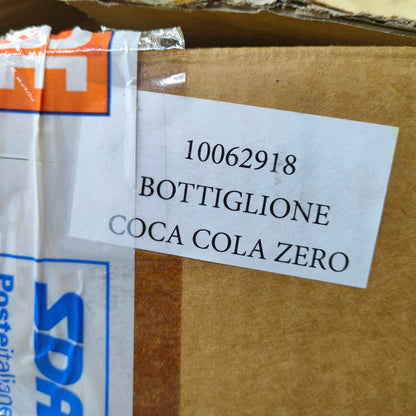 10062918
BOTTIGLIONE
COCA COLA ZERO
SDA
Posteitaliane